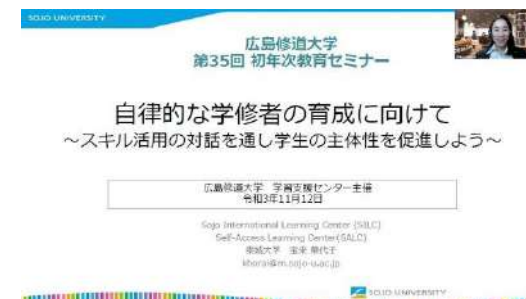 SOJO UNIVERSITY
広島修道大学
第35回 初年次教育セミナー
自律的な学修者の育成に向けて
～スキル活用の対話を通し学生の主体性を促進しよう～
広島修道大学 学習支援センター主催
令和3年11月12日
Sojo International Learning Center (SILC)
Self-Access Learning Center(SALC)
崇城大学
khorai@m.sojo-u.ac.jp
SOJO UNIVERSITY